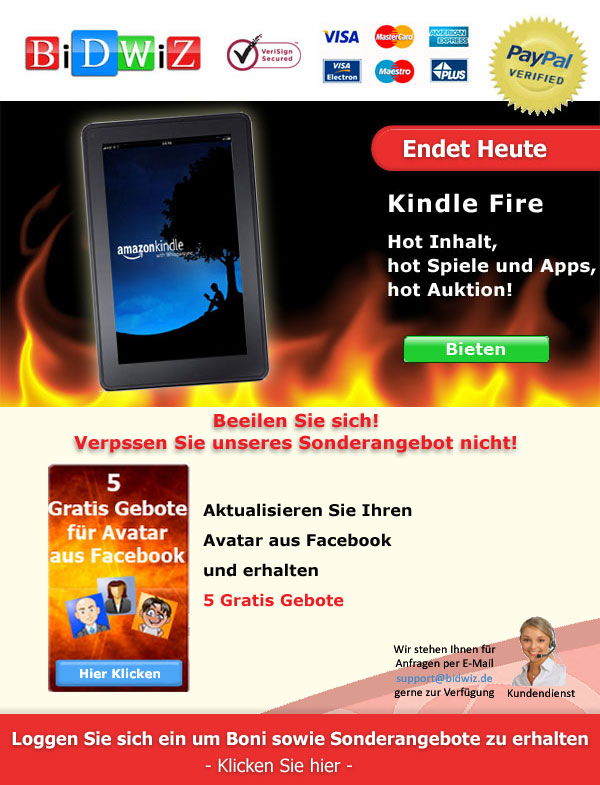 BiDWiZ
VeriSign
Secured
VISA
MasterCard
AMERICAN
EXPRESS
VISA
Electron
Maestro
PLUS
PayPal
VERIFIED
Endet Heute
amazonkindle
with Whispersync
Kindle Fire
Hot Inhalt,
hot Spiele und Apps,
hot Auktion!
Bieten
Beeilen Sie sich!
Verpssen Sie unseres Sonderangebot nicht!
5
Gratis Gebote
für Avatar
aus Facebook
Hier Klicken
Aktualisieren Sie Ihren
Avatar aus Facebook
und erhalten
5 Gratis Gebote
Wir stehen Ihnen für
Anfragen per E-Mail
support@bidwiz.de
gerne zur Verfügung
Kundendienst
Loggen Sie sich ein um Boni sowie Sonderangebote zu erhalten
- Klicken Sie hier -